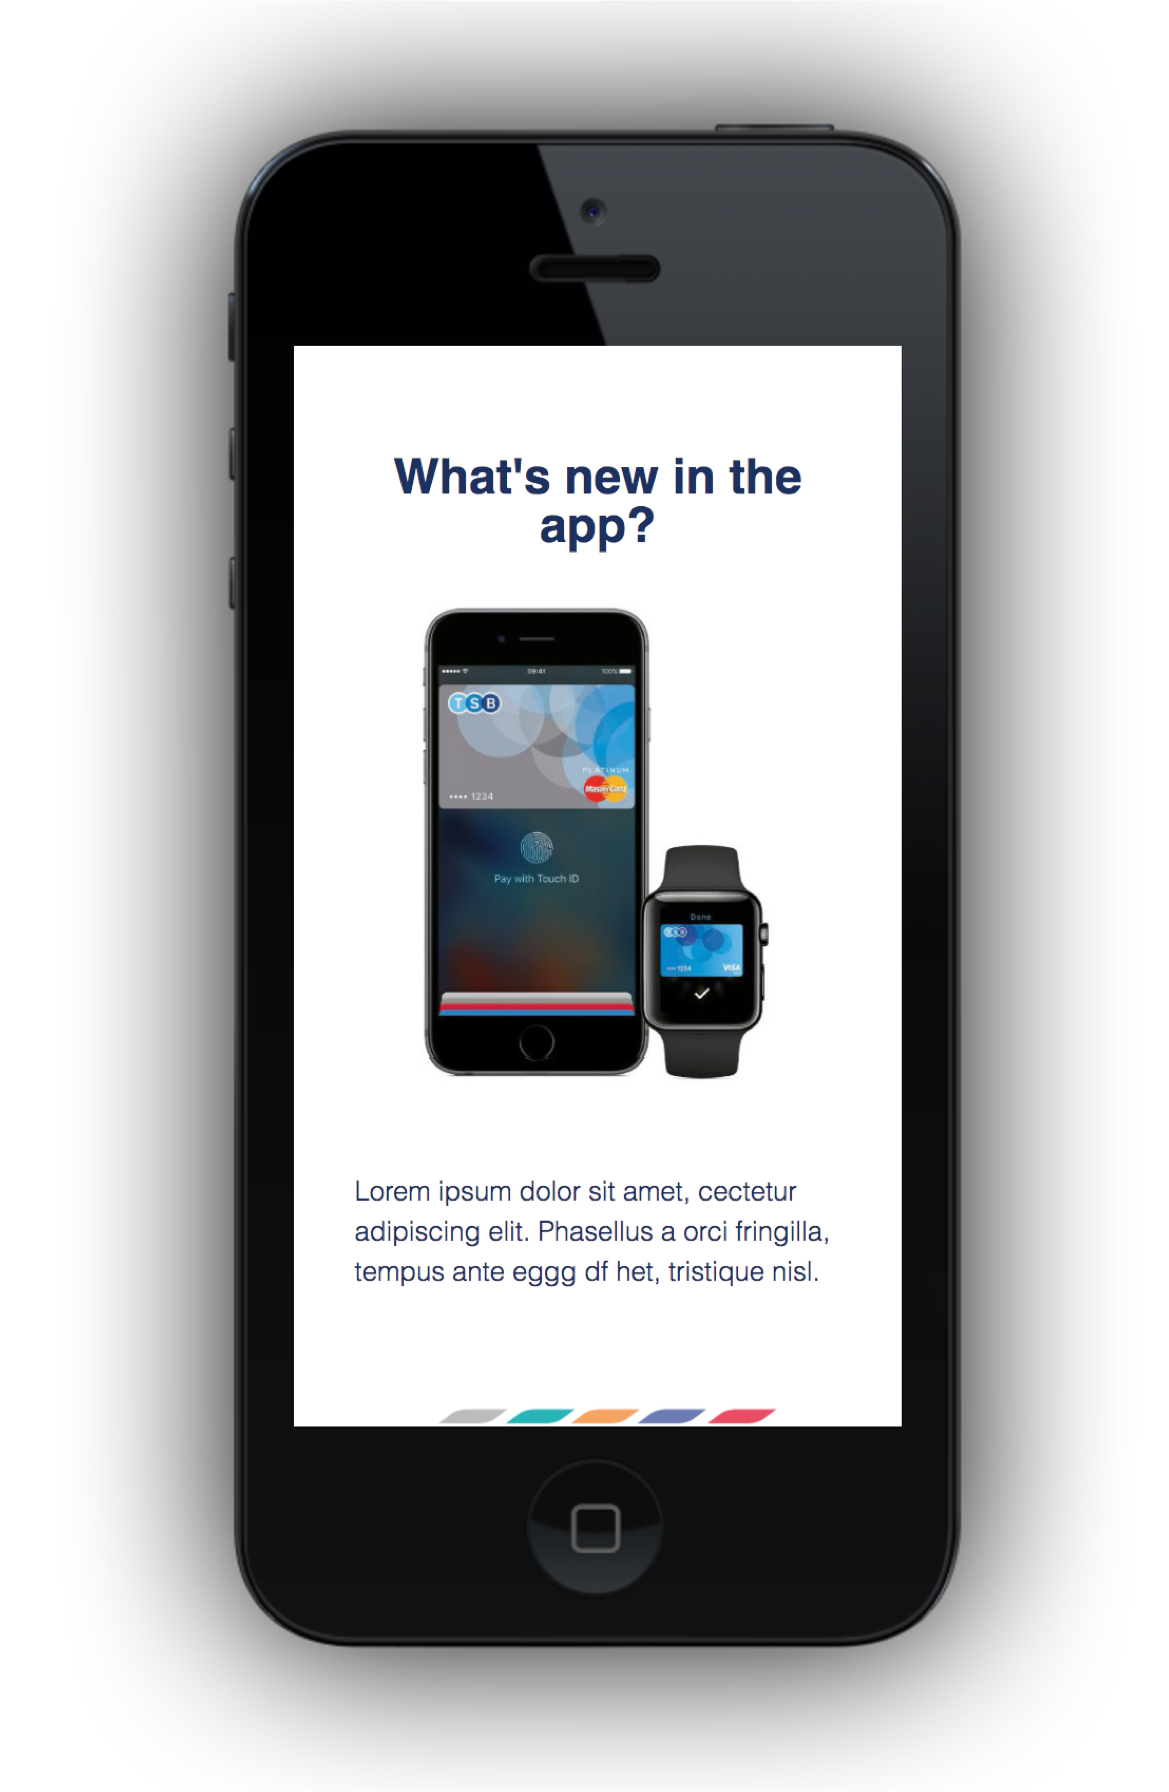 What's new in the
app?
09:41 100%
TSB
PLATINUM
MasterCard
•••• 1234
Pay with Touch ID
Done
TSB
•••• 1234 VISA
Lorem ipsum dolor sit amet, cectetur
adipiscing elit. Phasellus a orci fringilla,
tempus ante eggg df het, tristique nisl.